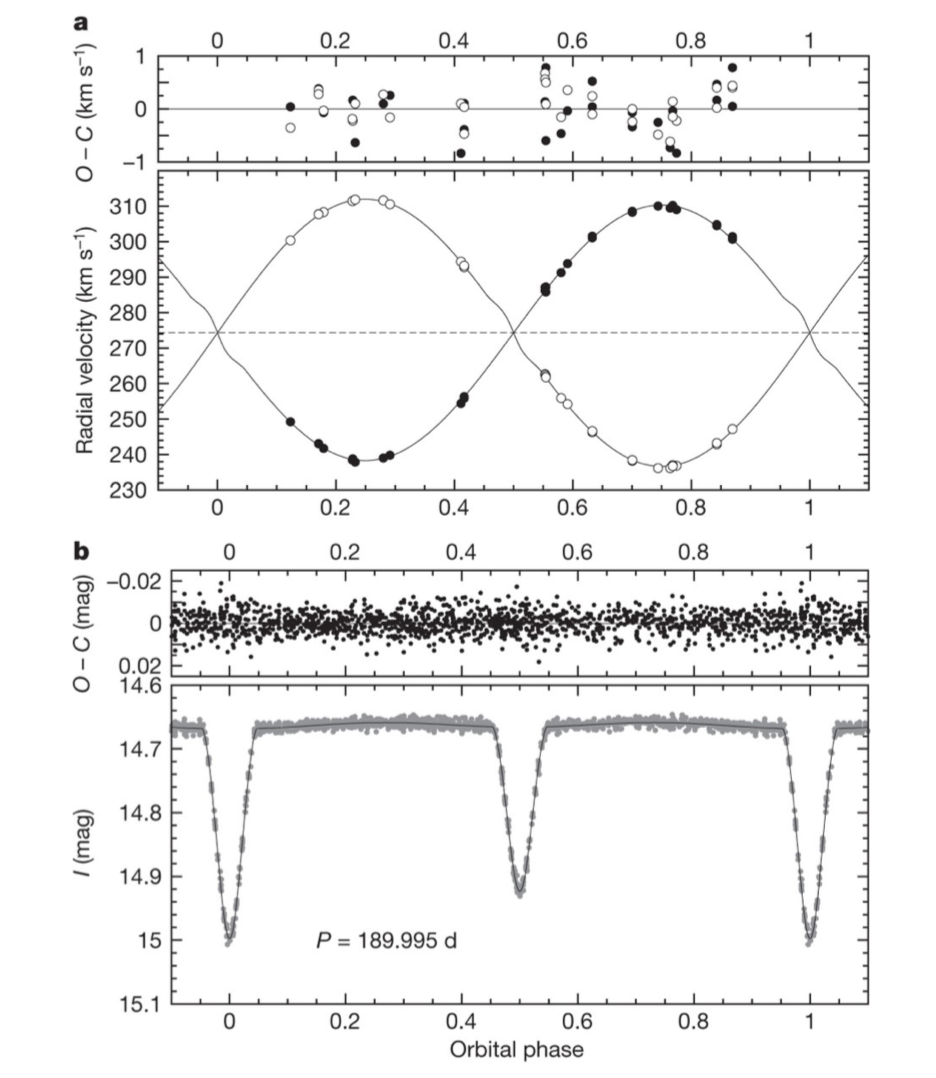 a
0 0.2 0.4 0.6 0.8 1
O – C (km s⁻¹)
1
0
–1
Radial velocity (km s⁻¹)
310
300
290
280
270
260
250
240
230
0 0.2 0.4 0.6 0.8 1
b
0 0.2 0.4 0.6 0.8 1
O – C (mag)
–0.02
0
0.02
14.6
I (mag)
14.7
14.8
14.9
15
15.1
P = 189.995 d
0 0.2 0.4 0.6 0.8 1
Orbital phase